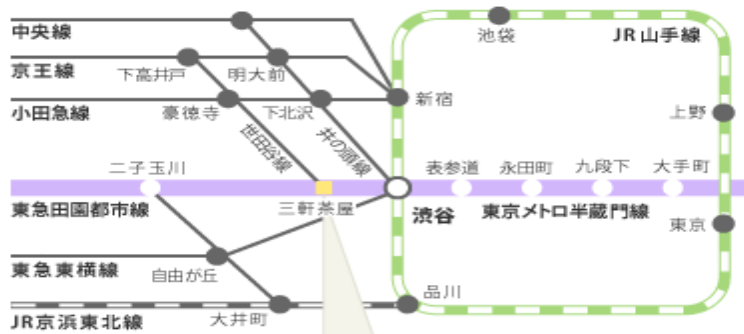 中央線
池袋
JR山手線
京王線
下高井戸
明大前
小田急線
豪徳寺
下北沢
新宿
上野
世田谷線
井の頭線
二子玉川
表参道
永田町
九段下
大手町
東急田園都市線
三軒茶屋
渋谷
東京メトロ半蔵門線
東京
東急東横線
自由が丘
品川
JR京浜東北線
大井町